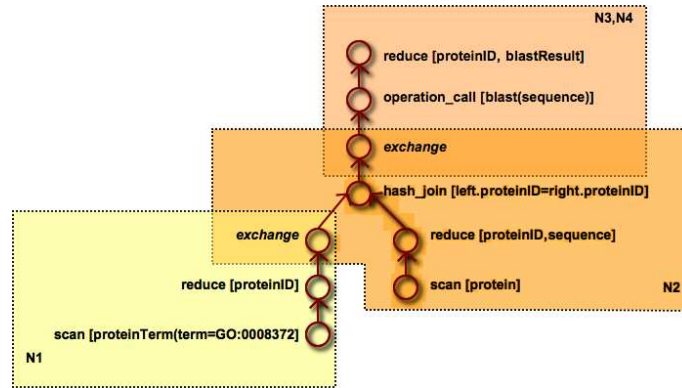 N3,N4
reduce [proteinID, blastResult]
operation_call [blast(sequence)]
exchange
hash_join [left.proteinID=right.proteinID]
exchange
reduce [proteinID,sequence]
reduce [proteinID]
scan [protein]
N2
scan [proteinTerm(term=GO:0008372]
N1